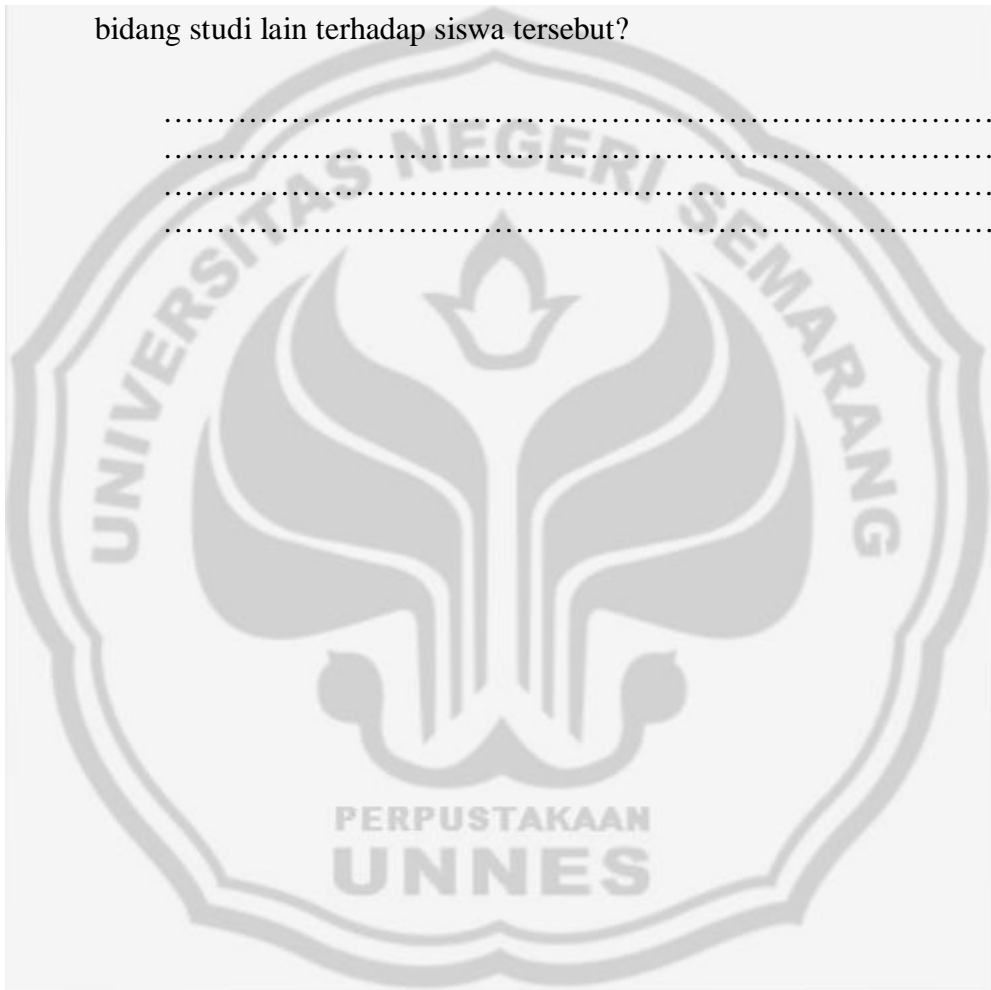 bidang studi lain terhadap siswa tersebut?
……………………………………………………………………
……………………………………………………………………
……………………………………………………………………
……………………………………………………………………
UNIVERSITAS NEGERI SEMARANG
PERPUSTAKAAN
UNNES